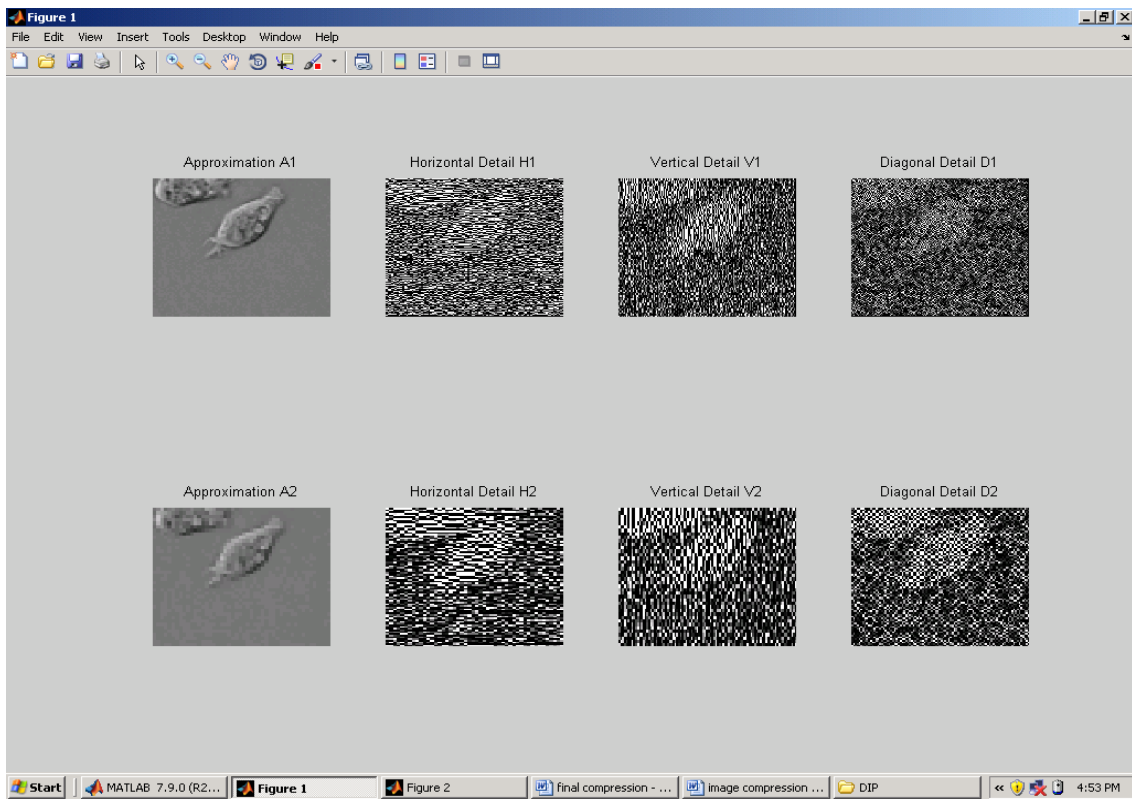 Figure 1
File Edit View Insert Tools Desktop Window Help
Approximation A1 Horizontal Detail H1 Vertical Detail V1 Diagonal Detail D1
Approximation A2 Horizontal Detail H2 Vertical Detail V2 Diagonal Detail D2
Start MATLAB 7.9.0 (R2... Figure 1 Figure 2 final compression - ... image compression ... DIP « 4:53 PM